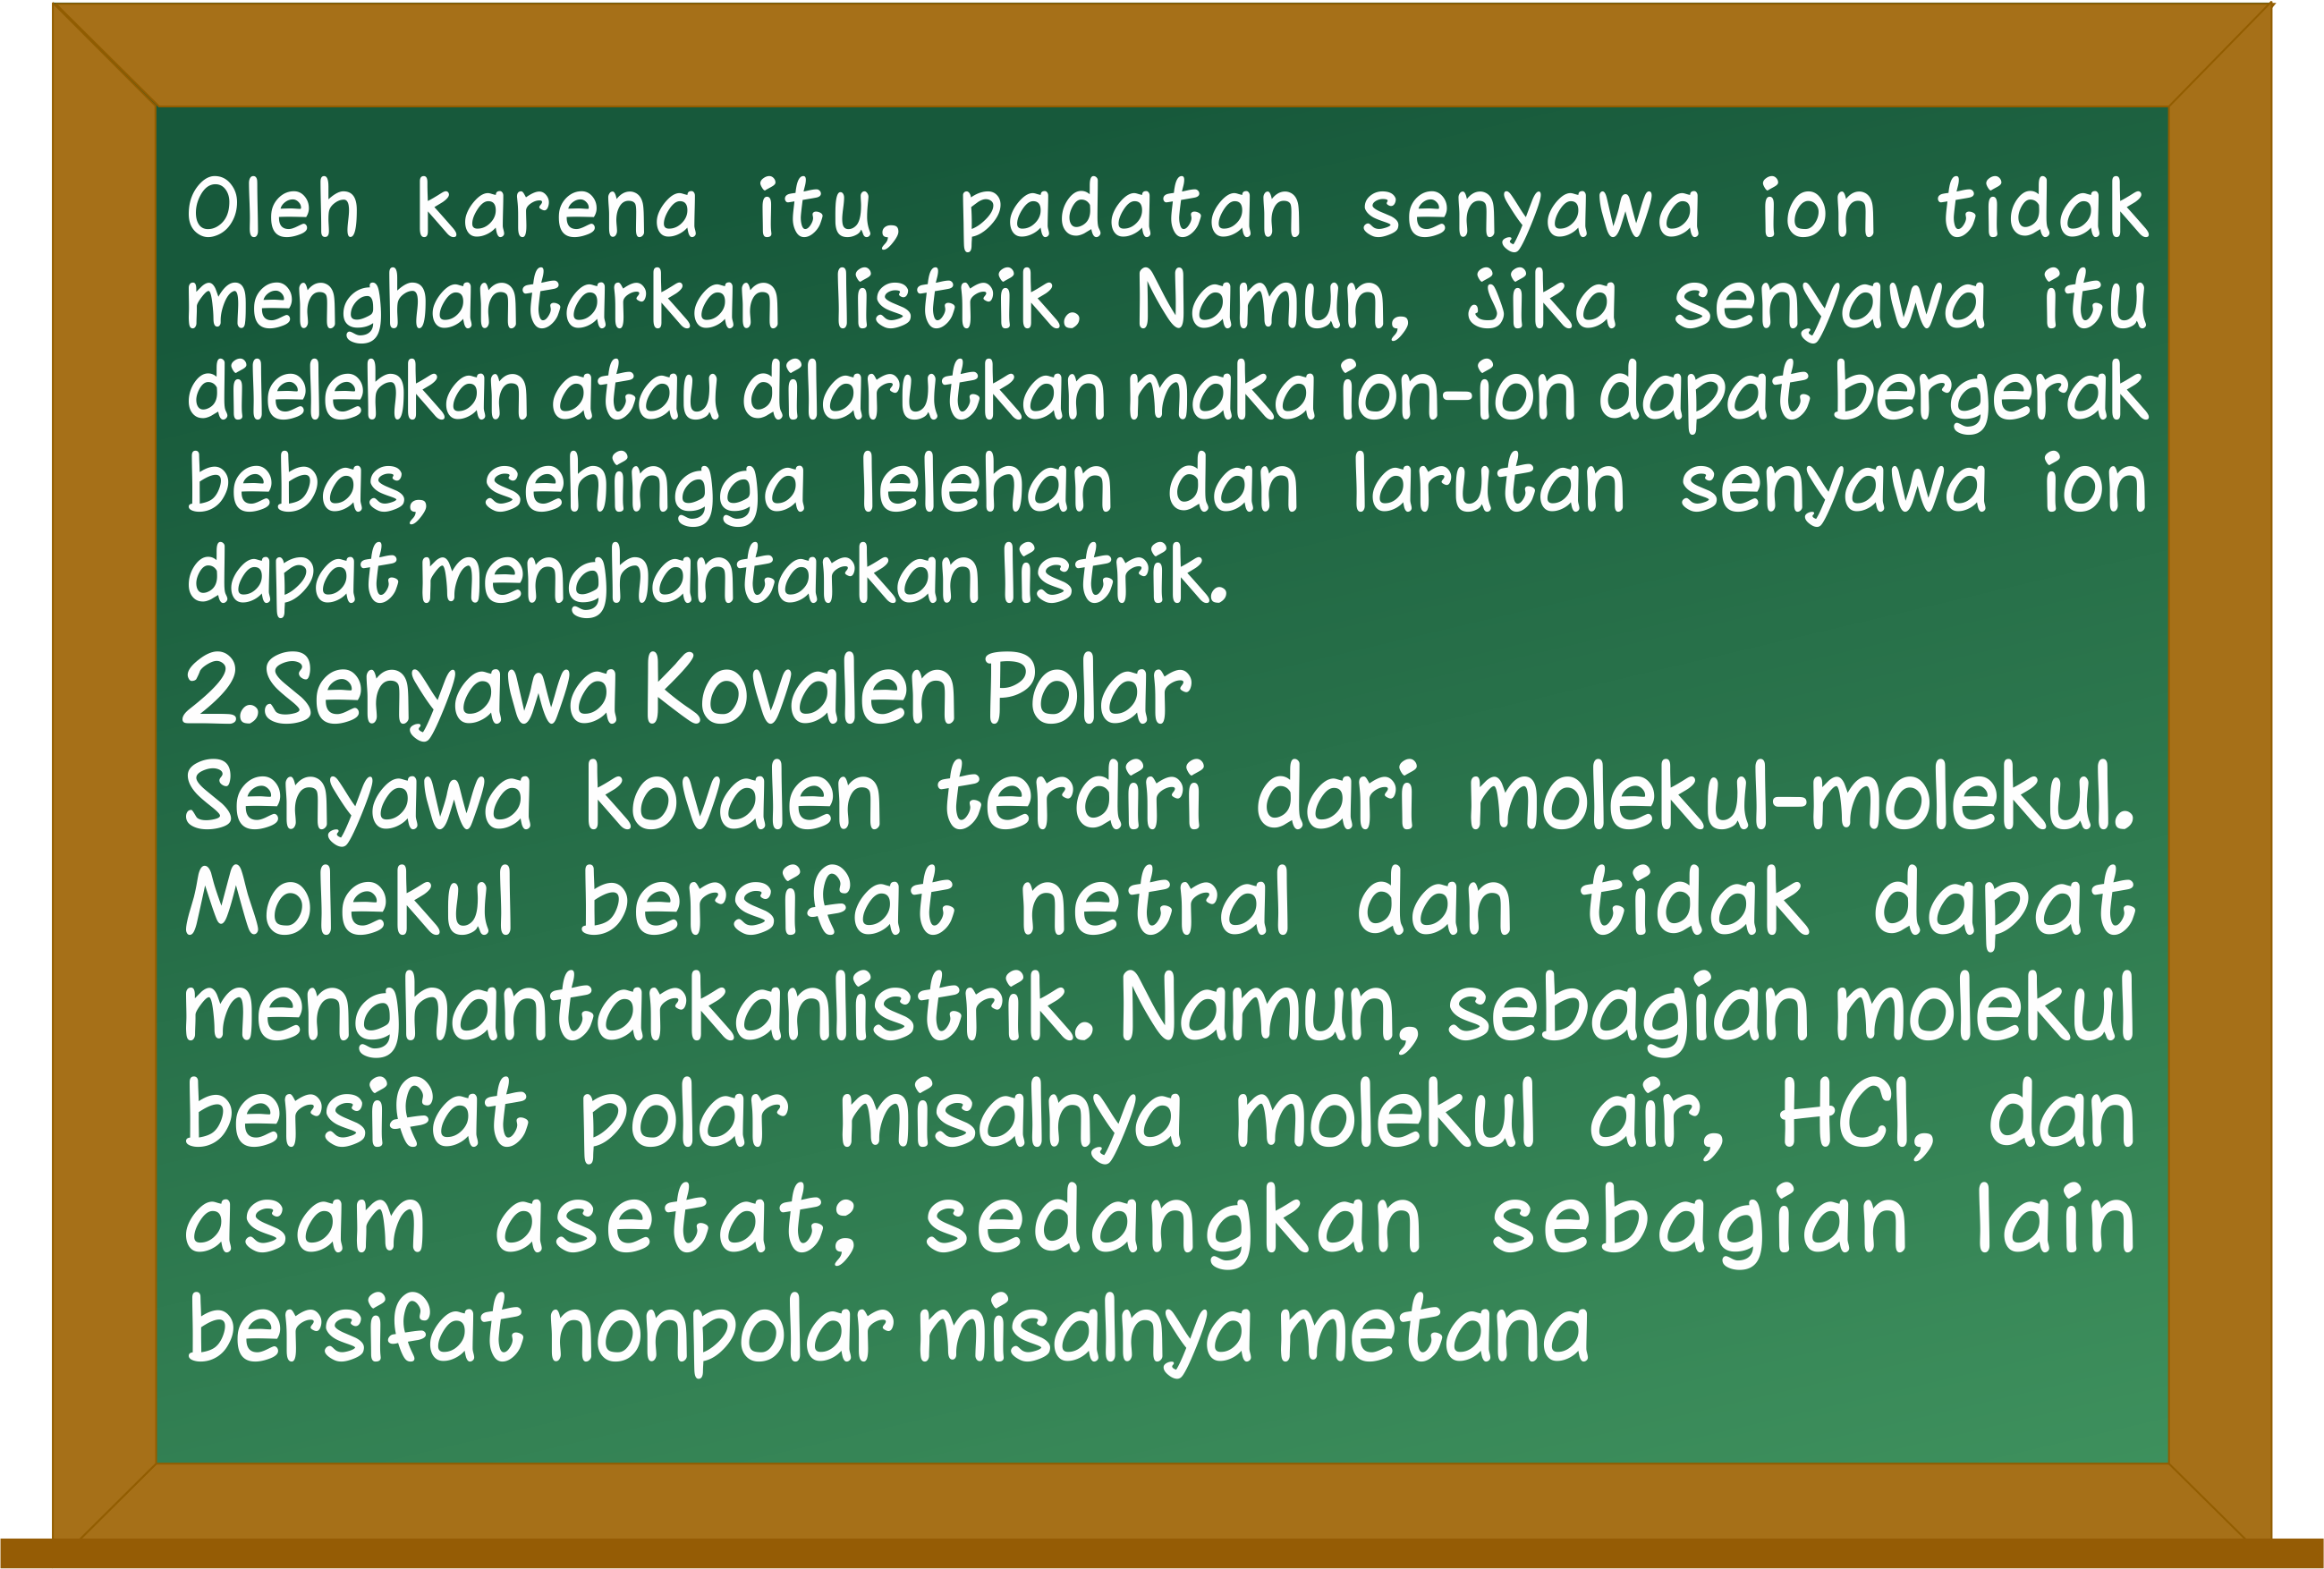 Oleh karena itu, padatan senyawa ion tidak
menghantarkan listrik. Namun, jika senyawa itu
dilelehkan atau dilarutkan maka ion-ion dapat bergerak
bebas, sehingga lelehan dan larutan senyawa ion
dapat menghantarkan listrik.
2.Senyawa Kovalen Polar
Senyawa kovalen terdiri dari molekul-molekul.
Molekul bersifat netral dan tidak dapat
menghantarkanlistrik. Namun, sebagian molekul
bersifat polar misalnya molekul air, HCl, dan
asam asetat; asedangkan sebagian lain
bersifat nonpolar misalnya metana